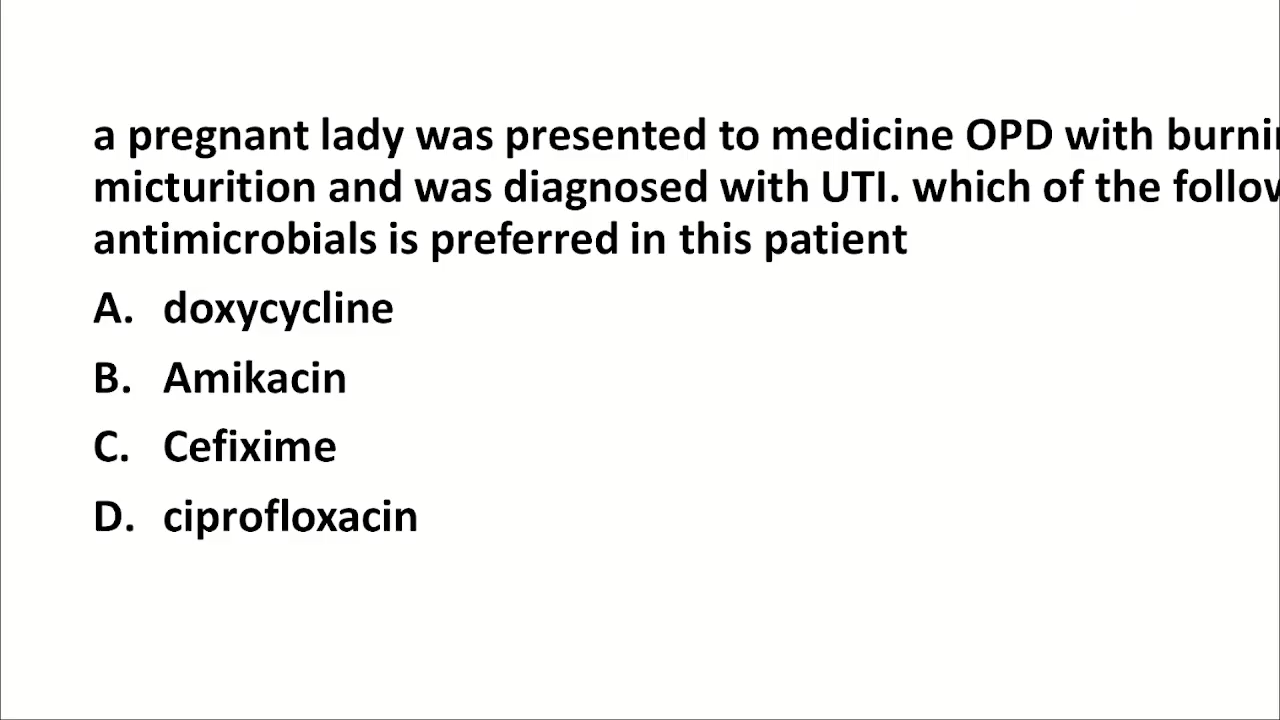 a pregnant lady was presented to medicine OPD with
micturition and was diagnosed with UTI. which of the
antimicrobials is preferred in this patient
A. doxycycline
B. Amikacin
C. Cefixime
D. ciprofloxacin